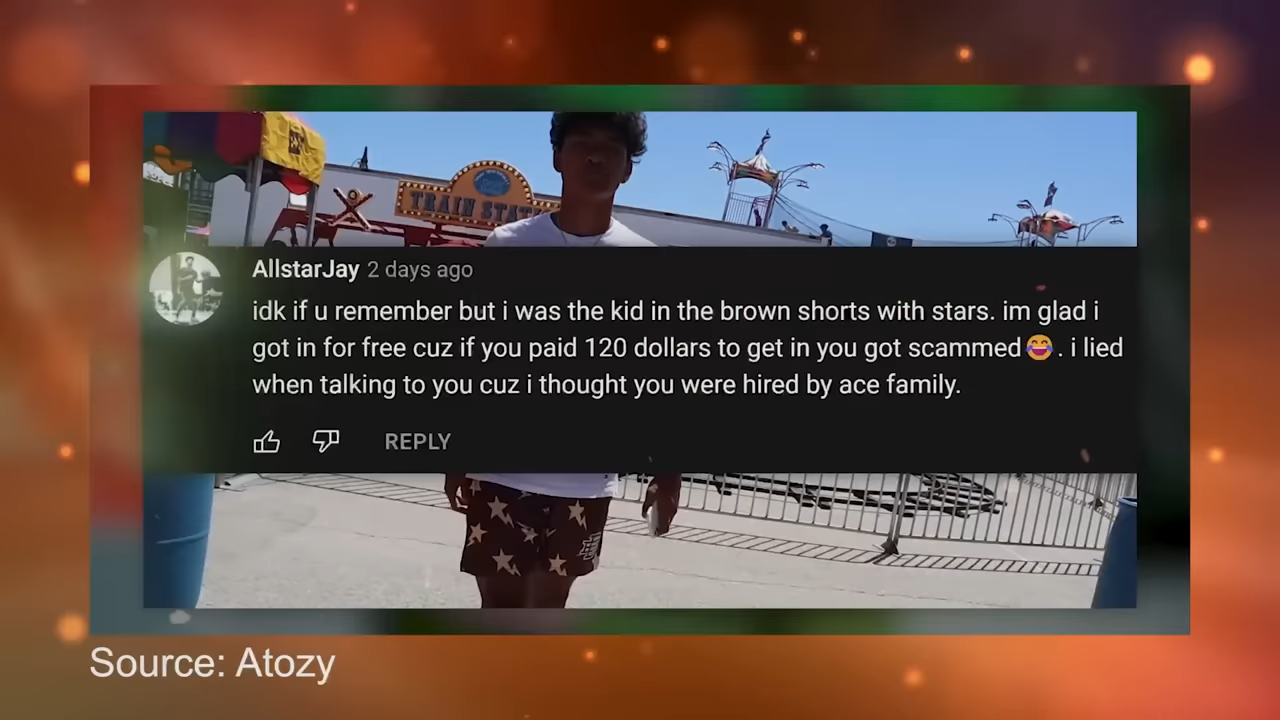 TRAIN STAT
AllstarJay 2 days ago
idk if u remember but i was the kid in the brown shorts with stars. im glad i
got in for free cuz if you paid 120 dollars to get in you got scammed😂. i lied
when talking to you cuz i thought you were hired by ace family.
REPLY
Source: Atozy